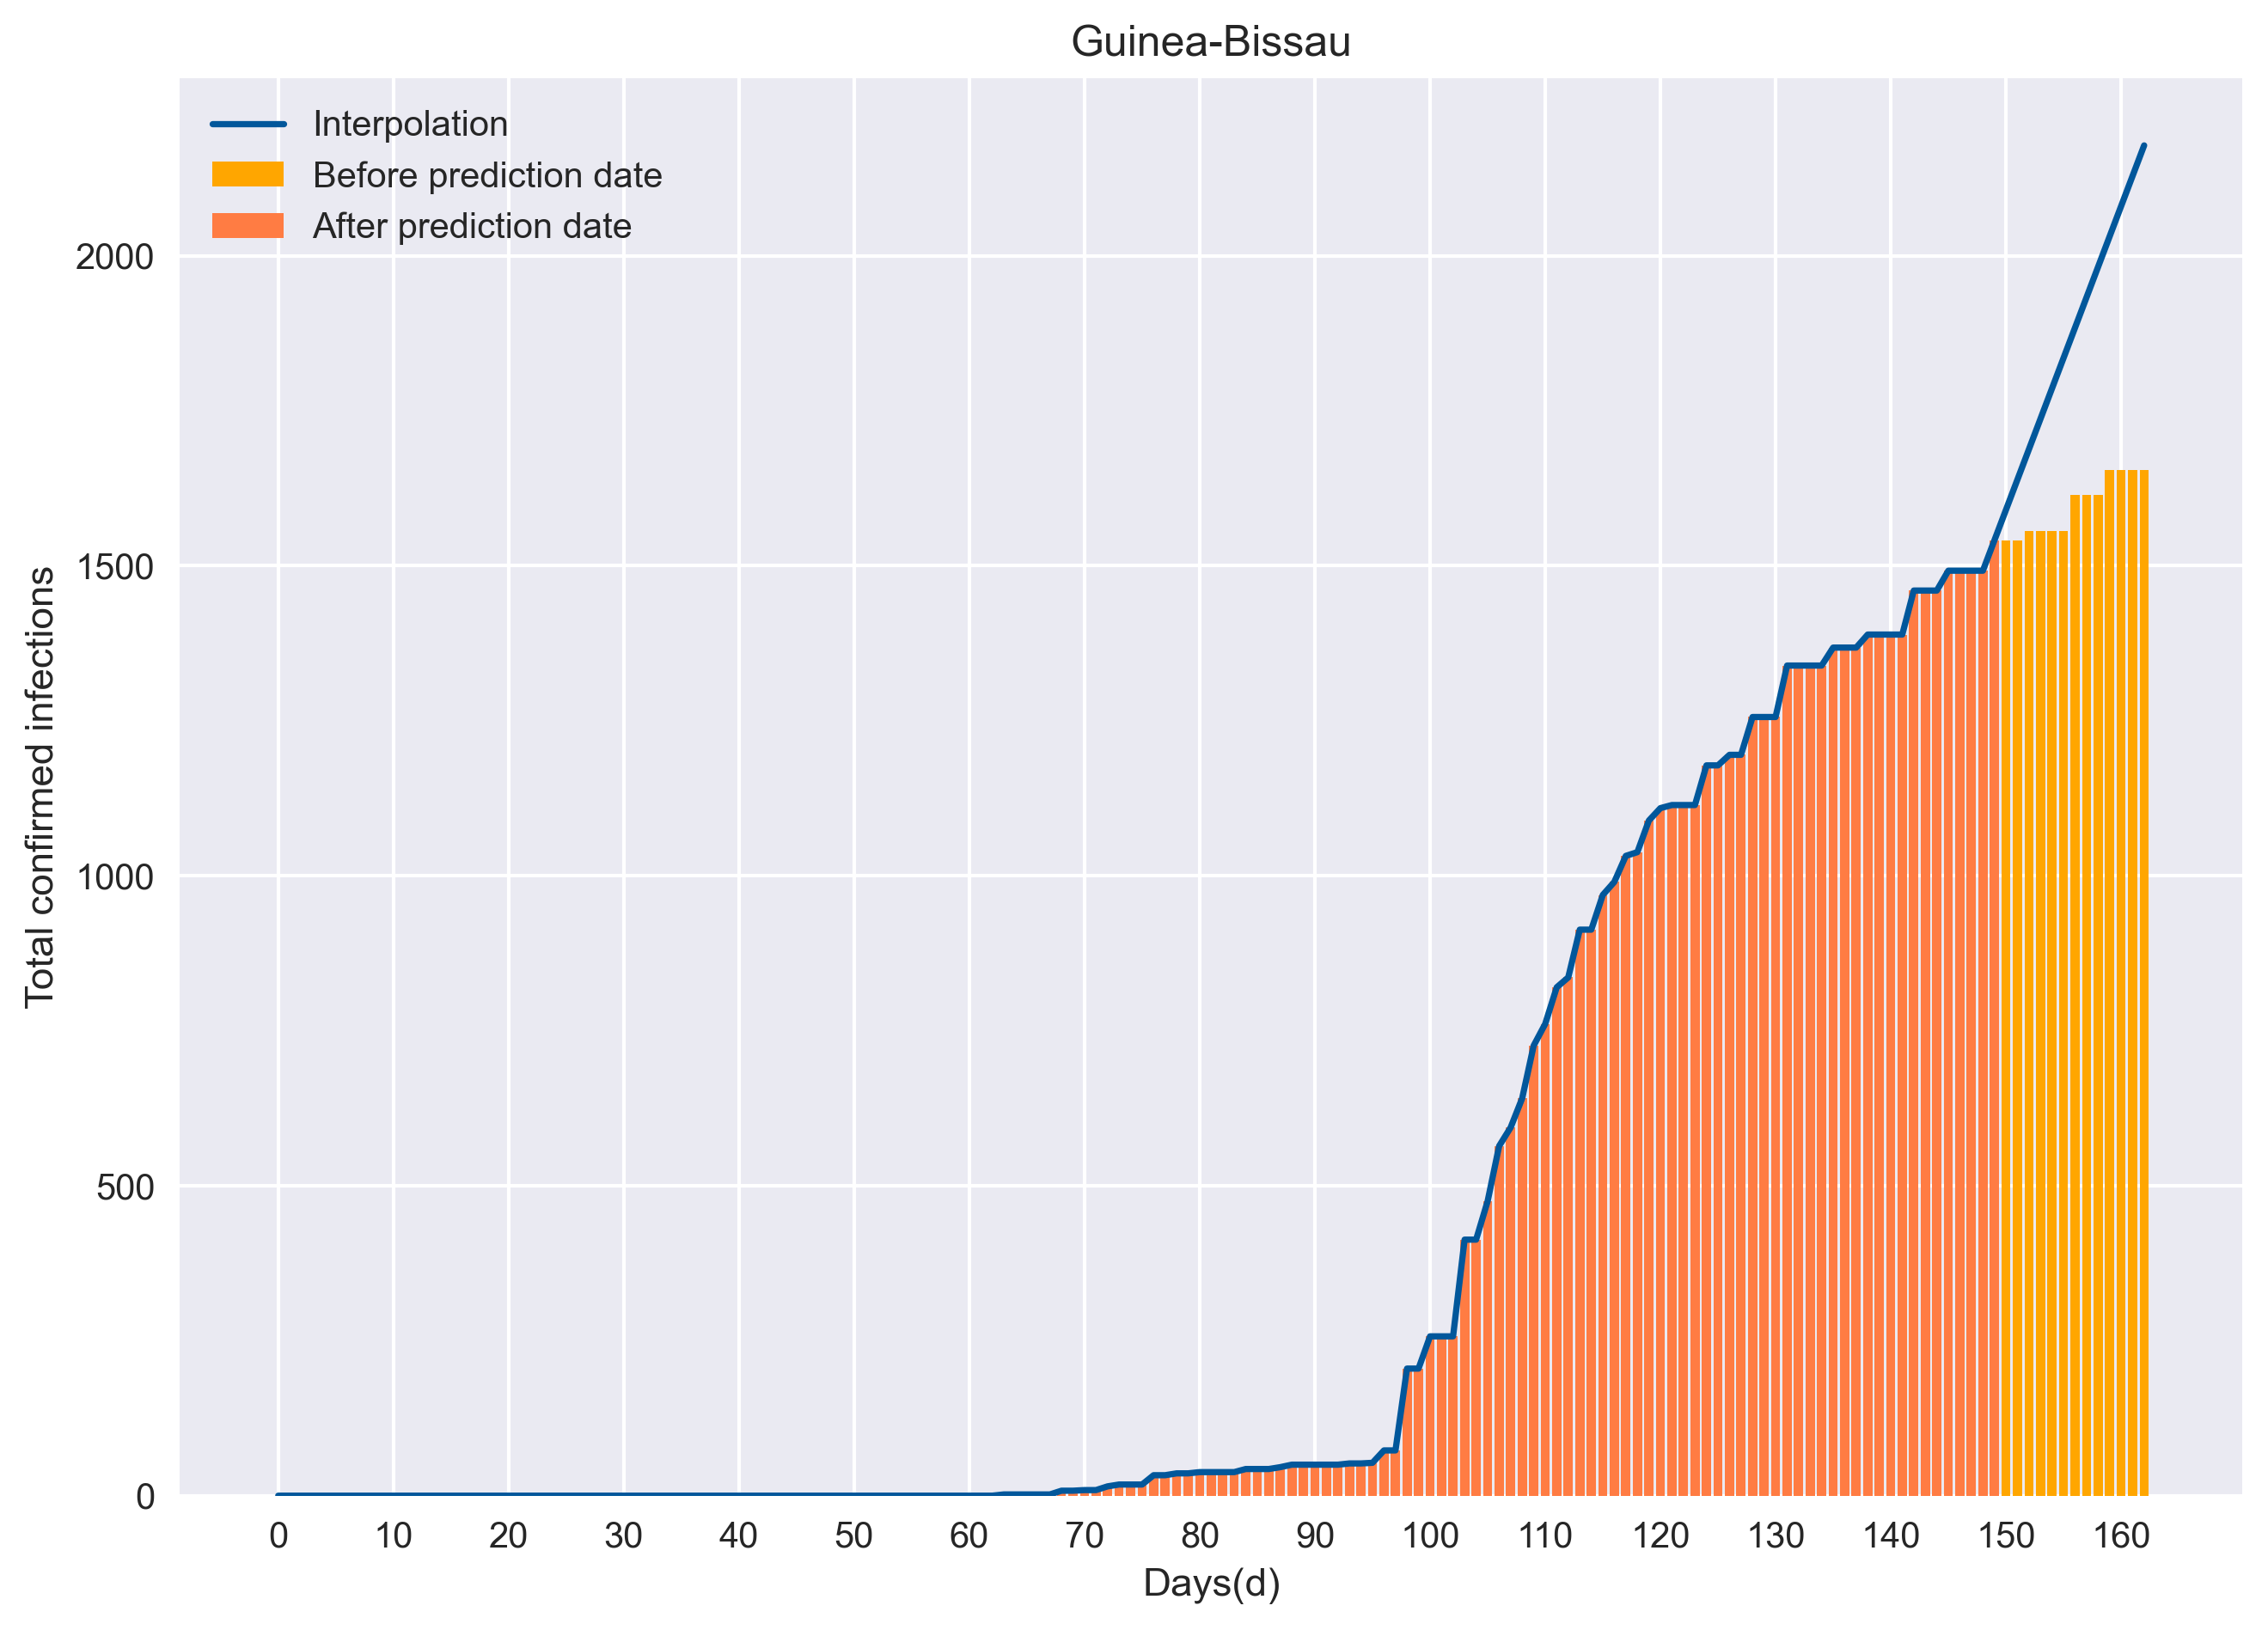 Guinea-Bissau
Interpolation
Before prediction date
After prediction date
Total confirmed infections
2000
1500
1000
500
0
0 10 20 30 40 50 60 70 80 90 100 110 120 130 140 150 160
Days(d)